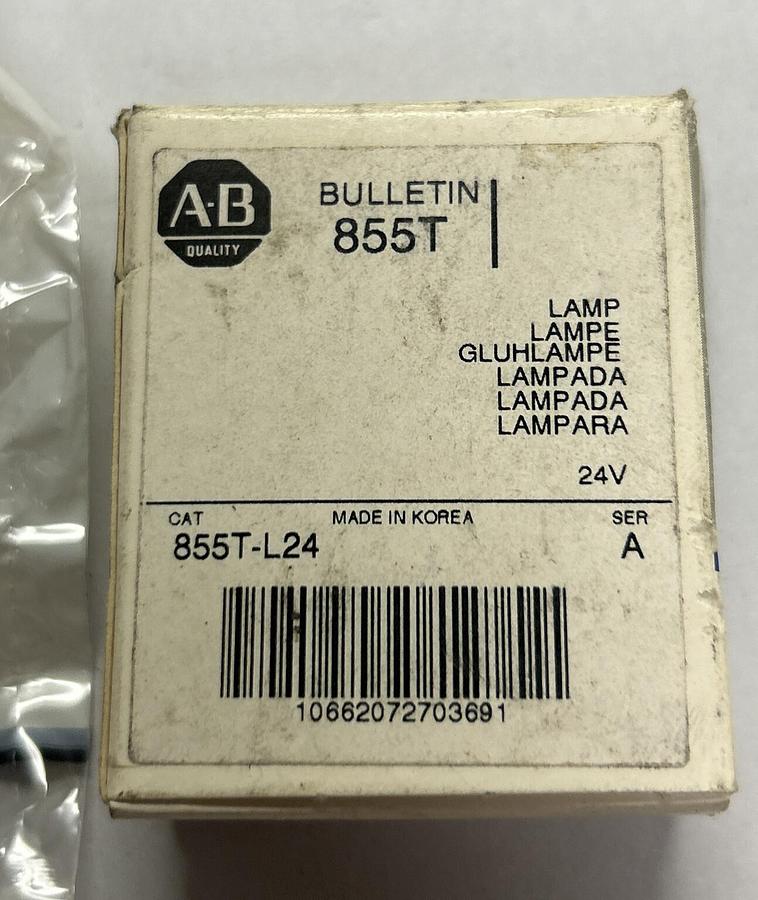 A-B
QUALITY
BULLETIN
855T
LAMP
LAMPE
GLUHLAMPE
LAMPADA
LAMPADA
LAMPARA
24V
CAT MADE IN KOREA SER
855T-L24 A
10662072703691